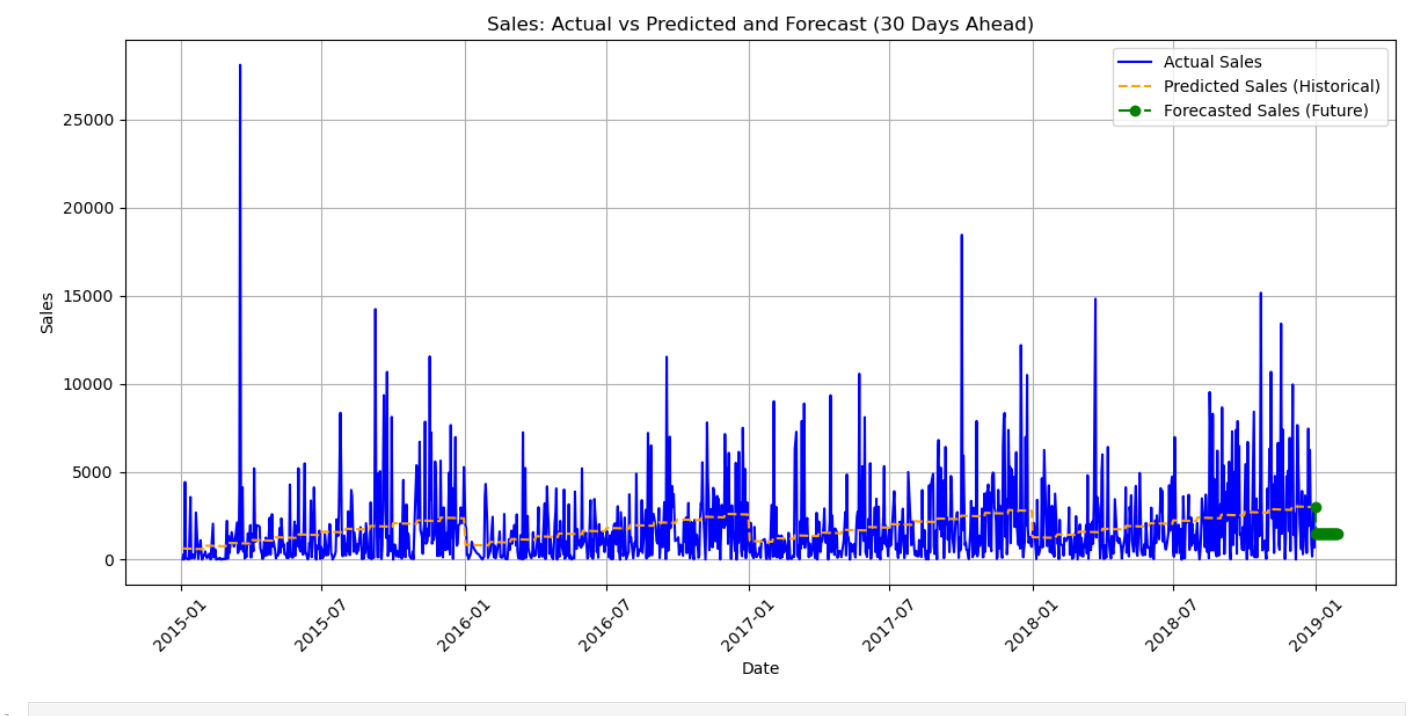 Sales: Actual vs Predicted and Forecast (30 Days Ahead)
Actual Sales
Predicted Sales (Historical)
Forecasted Sales (Future)
25000
20000
15000
10000
5000
0
Sales
2015-01
2015-07
2016-01
2016-07
2017-01
2017-07
2018-01
2018-07
2019-01
Date